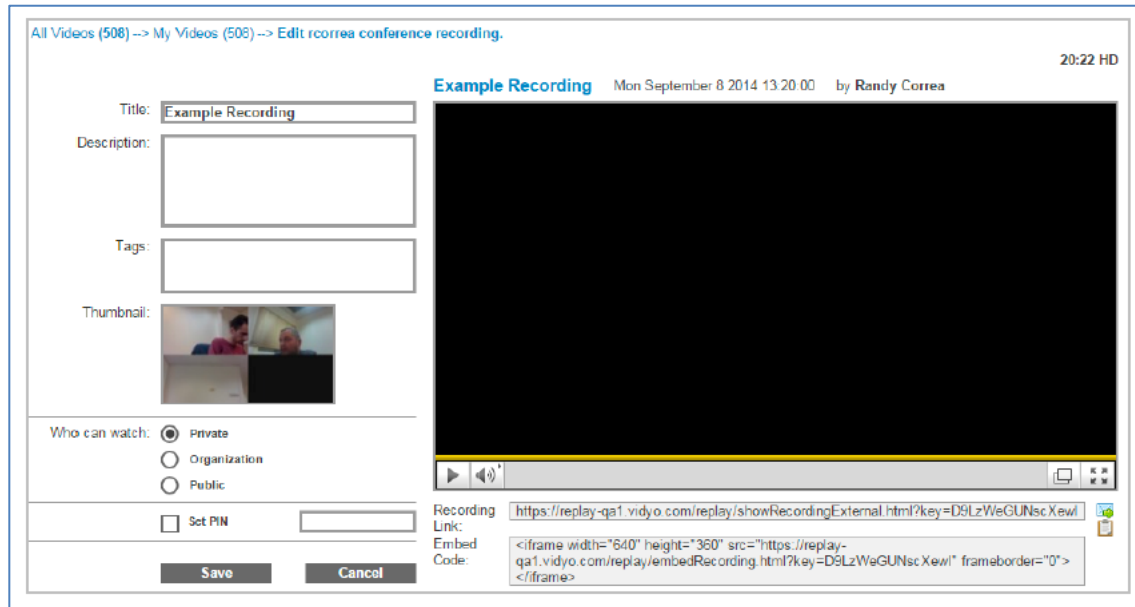 All Videos (508) --> My Videos (508) --> Edit rcorrea conference recording.
20:22 HD
Example Recording Mon September 8 2014 13:20:00 by Randy Correa
Title: Example Recording
Description:
Tags:
Thumbnail:
Who can watch: Private
Organization
Public
Set PIN
Save Cancel
Recording Link: https://replay-qa1.vidyo.com/replay/showRecordingExternal.html?key=D9LzWeGUNscXewl
Embed Code: <iframe width="640" height="360" src="https://replay-
qa1.vidyo.com/replay/embedRecording.html?key=D9LzWeGUNscXewl" frameborder="0">
</iframe>